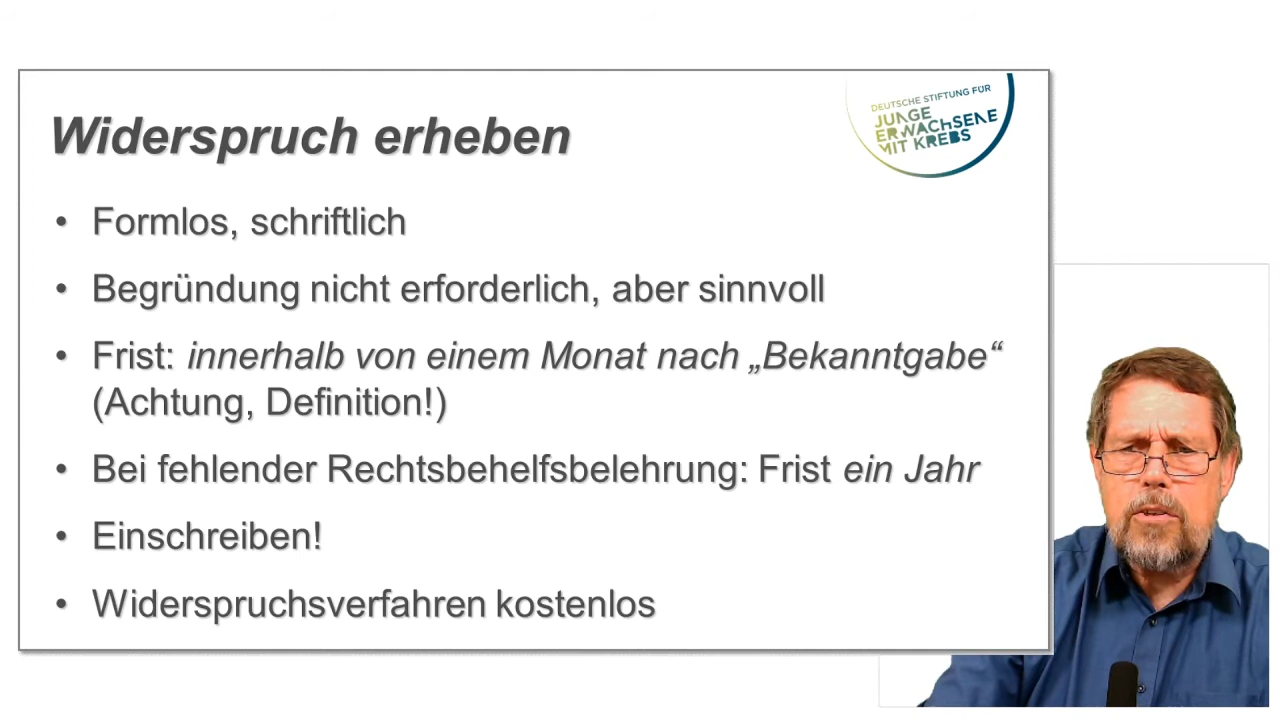 DEUTSCHE STIFTUNG FÜR
JUNGE
ERWACHSENE
MIT KREBS
Widerspruch erheben
• Formlos, schriftlich
• Begründung nicht erforderlich, aber sinnvoll
• Frist: innerhalb von einem Monat nach „Bekanntgabe“
(Achtung, Definition!)
• Bei fehlender Rechtsbehelfsbelehrung: Frist ein Jahr
• Einschreiben!
• Widerspruchsverfahren kostenlos